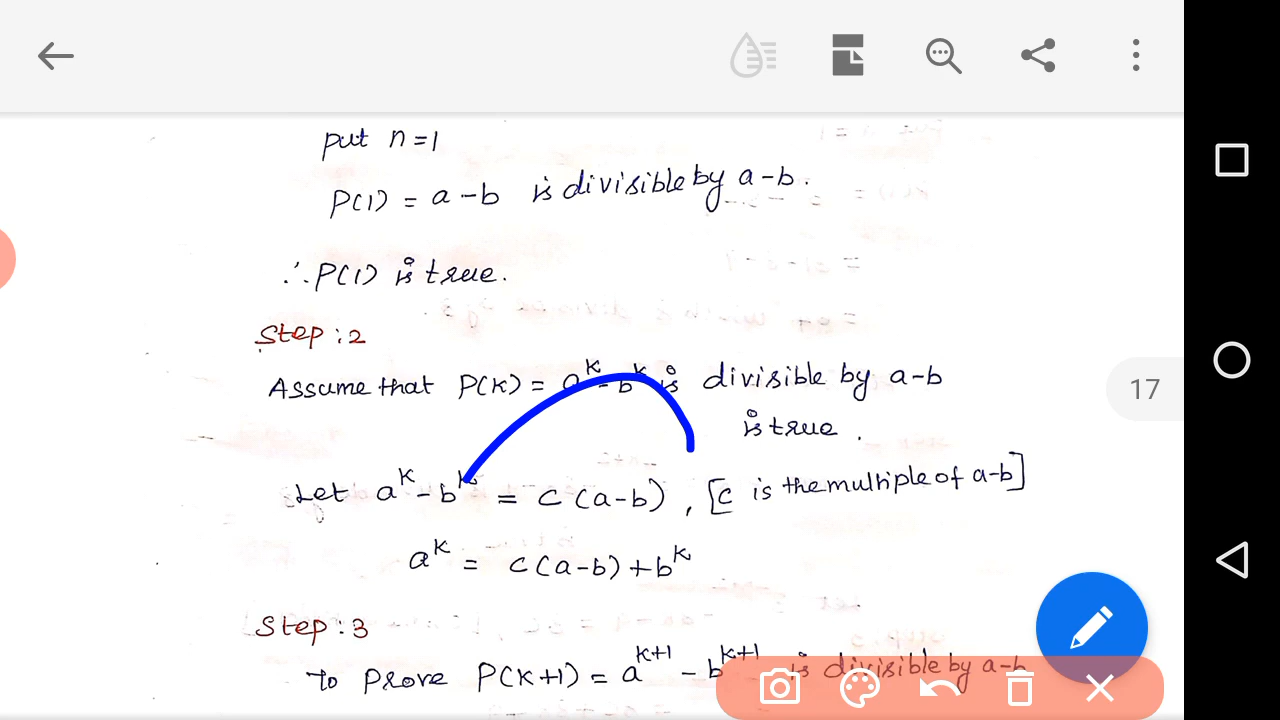 put n=1
P(1) = a-b is divisible by a-b.
∴P(1) is true.
Step:2
Assume that P(K) = a^k - b^k is divisible by a-b
is true.
17
Let a^k - b^k = c(a-b), [c is the multiple of a-b]
a^k = c(a-b)+b^k
Step:3
To prove P(K+1) = a^(k+1) - b^(k+1) is divisible by a-b